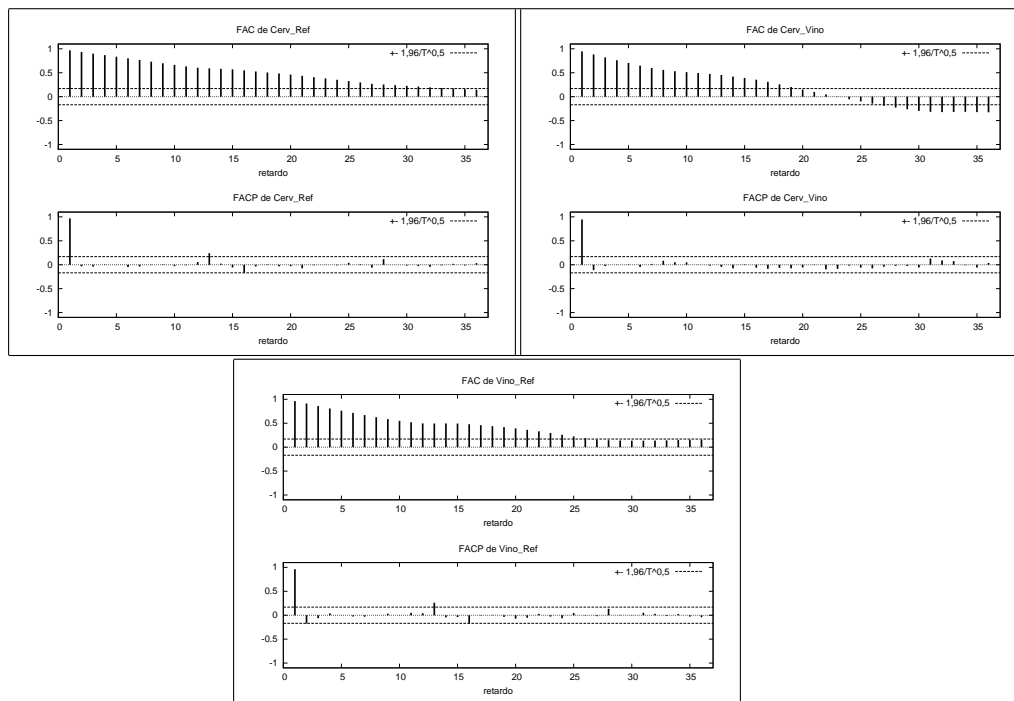 FAC de Cerv_Ref
+- 1,96/T^0,5
1
0.5
0
-0.5
-1
0 5 10 15 20 25 30 35
retardo
FACP de Cerv_Ref
+- 1,96/T^0,5
1
0.5
0
-0.5
-1
0 5 10 15 20 25 30 35
retardo
FAC de Cerv_Vino
+- 1,96/T^0,5
1
0.5
0
-0.5
-1
0 5 10 15 20 25 30 35
retardo
FACP de Cerv_Vino
+- 1,96/T^0,5
1
0.5
0
-0.5
-1
0 5 10 15 20 25 30 35
retardo
FAC de Vino_Ref
+- 1,96/T^0,5
1
0.5
0
-0.5
-1
0 5 10 15 20 25 30 35
retardo
FACP de Vino_Ref
+- 1,96/T^0,5
1
0.5
0
-0.5
-1
0 5 10 15 20 25 30 35
retardo